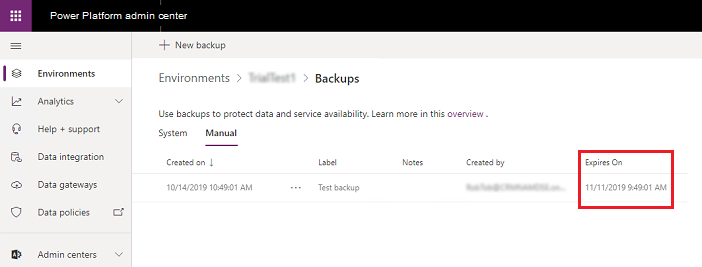 Power Platform admin center
New backup
Environments
Analytics
Help + support
Data integration
Data gateways
Data policies
Admin centers
Environments > > Backups
Use backups to protect data and service availability. Learn more in this overview .
System Manual
Created on ↓ Label Notes Created by Expires On
10/14/2019 10:49:01 AM ... Test backup 11/11/2019 9:49:01 AM